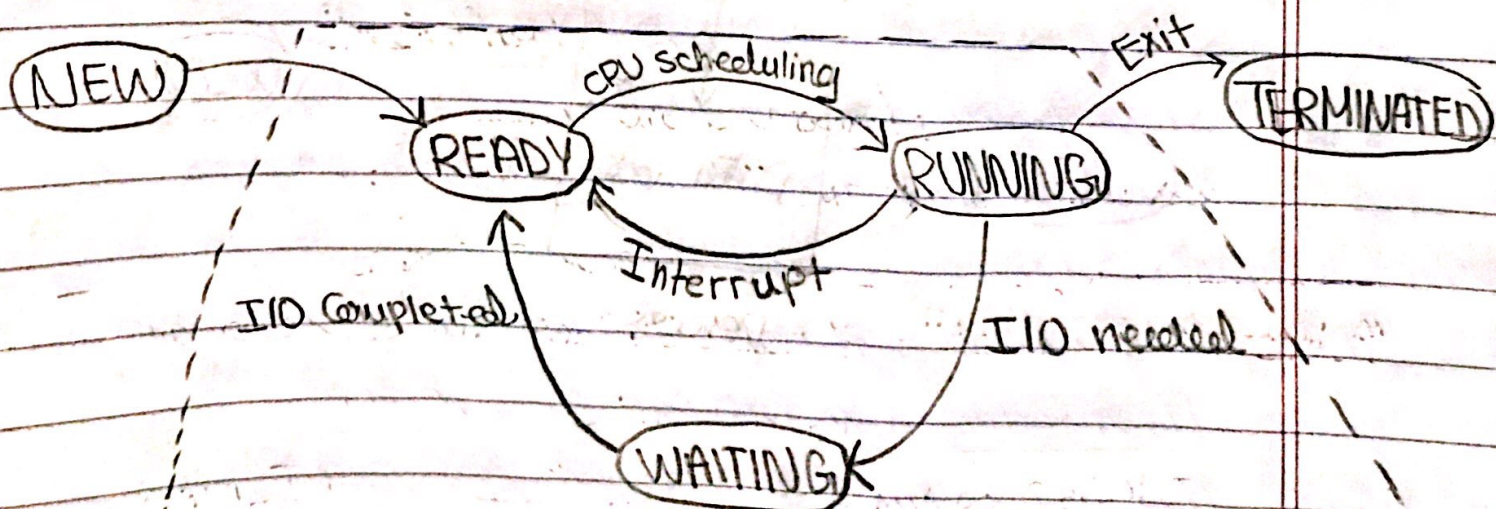 NEW
CPU scheduling
Exit
TERMINATED
READY
RUNNING
Interrupt
I/O Completed
I/O needed
WAITING